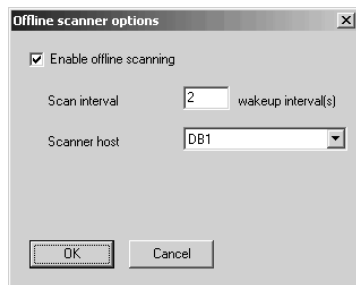 Offline scanner options
Enable offline scanning
Scan interval 2 wakeup interval(s)
Scanner host DB1
OK Cancel